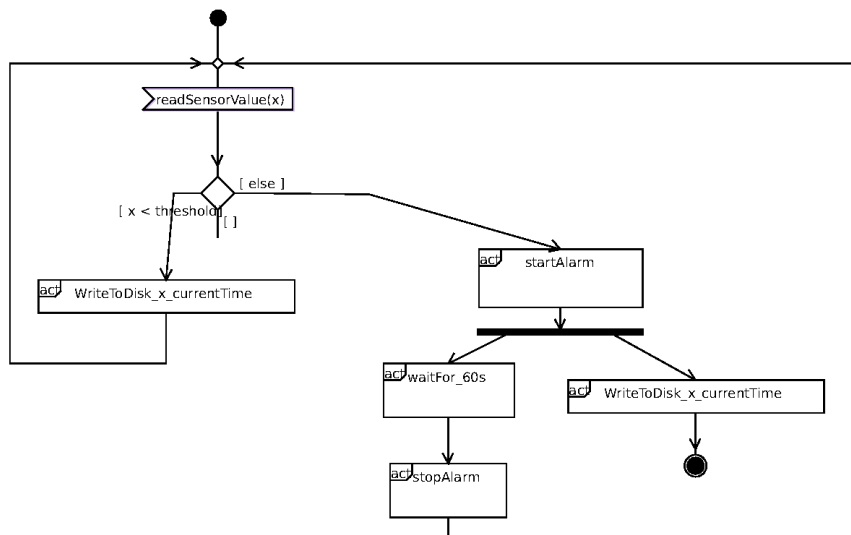 readSensorValue(x)
[ else ]
[ x < threshold]
[ ]
act
startAlarm
act
WriteToDisk_x_currentTime
act
waitFor_60s
act
WriteToDisk_x_currentTime
act
stopAlarm